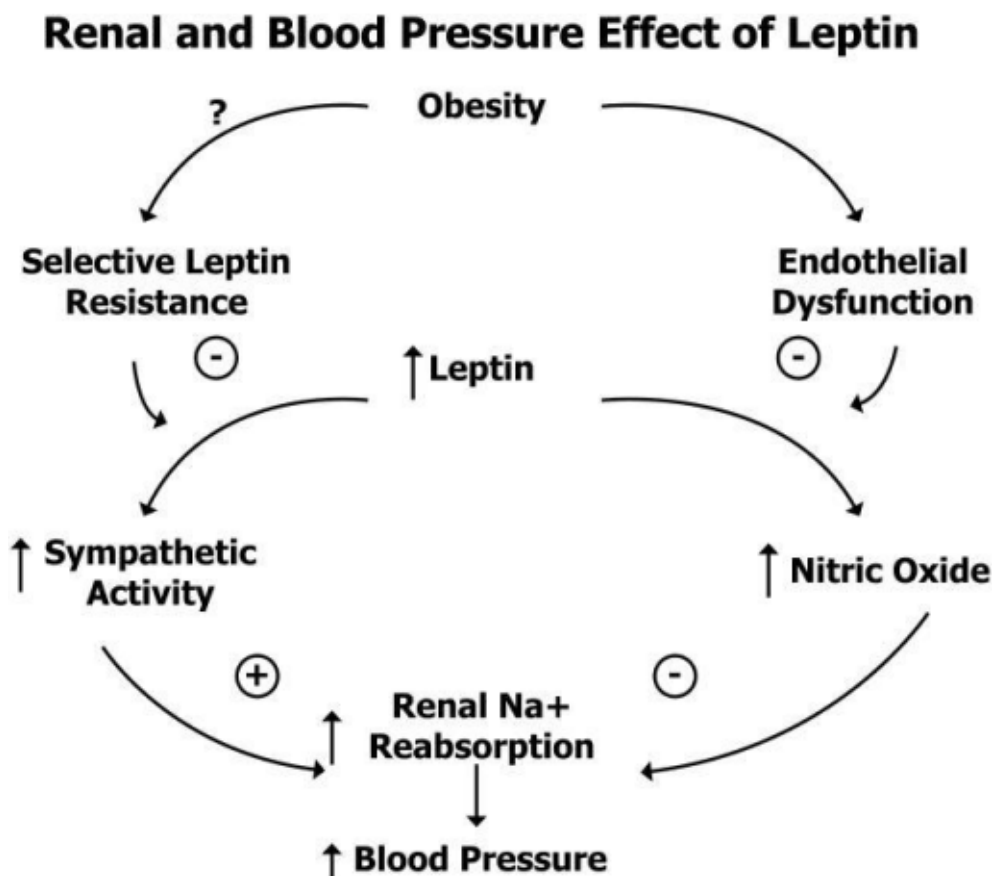 Renal and Blood Pressure Effect of Leptin
?
Obesity
Selective Leptin
Resistance
Endothelial
Dysfunction
-
↑ Leptin
-
↑ Sympathetic
Activity
↑ Nitric Oxide
+
-
↑ Renal Na+
Reabsorption
↑ Blood Pressure